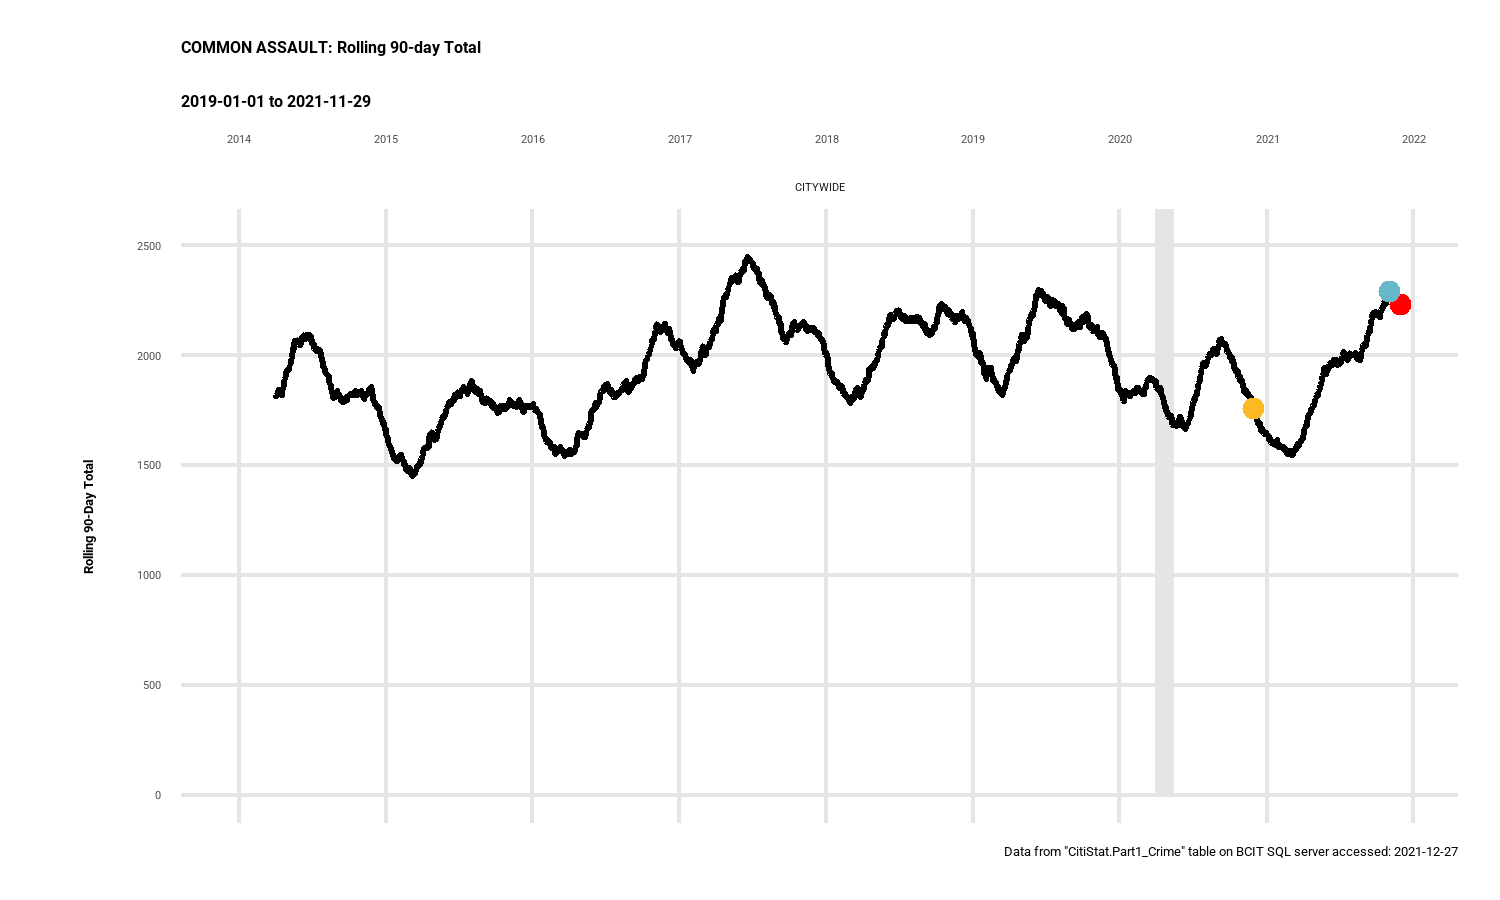 COMMON ASSAULT: Rolling 90-day Total
2019-01-01 to 2021-11-29
2014 2015 2016 2017 2018 2019 2020 2021 2022
CITYWIDE
2500
2000
1500
1000
500
0
Rolling 90-Day Total
Data from "CitiStat.Part1_Crime" table on BCIT SQL server accessed: 2021-12-27